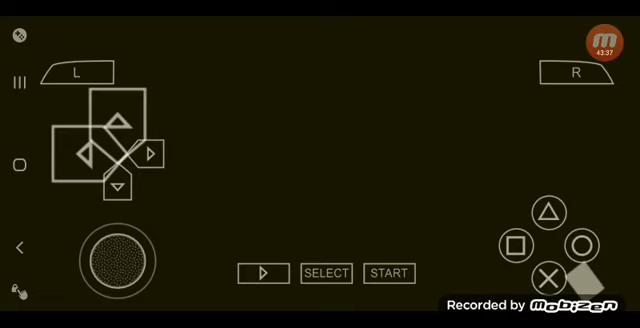 43:37
L
R
SELECT
START
Recorded by MOBIZEN